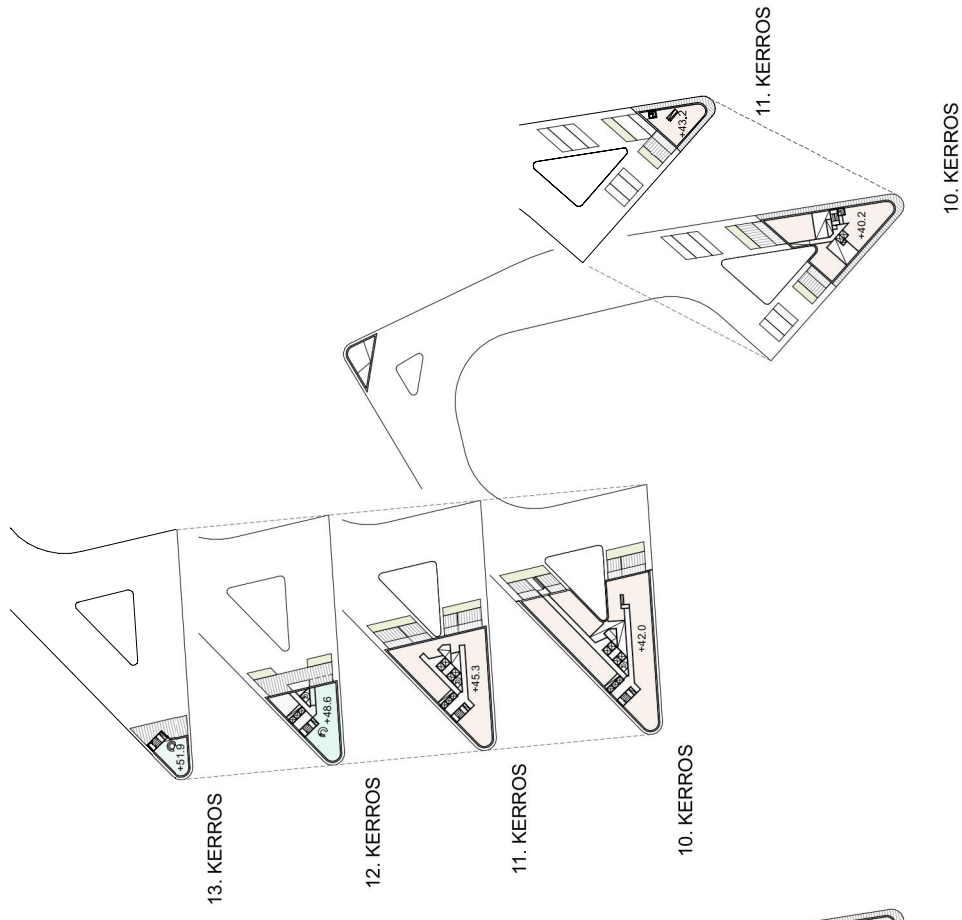 11. KERROS
+43.2
10. KERROS
+40.2
+51.9
13. KERROS
+48.6
12. KERROS
+45.3
11. KERROS
+42.0
10. KERROS